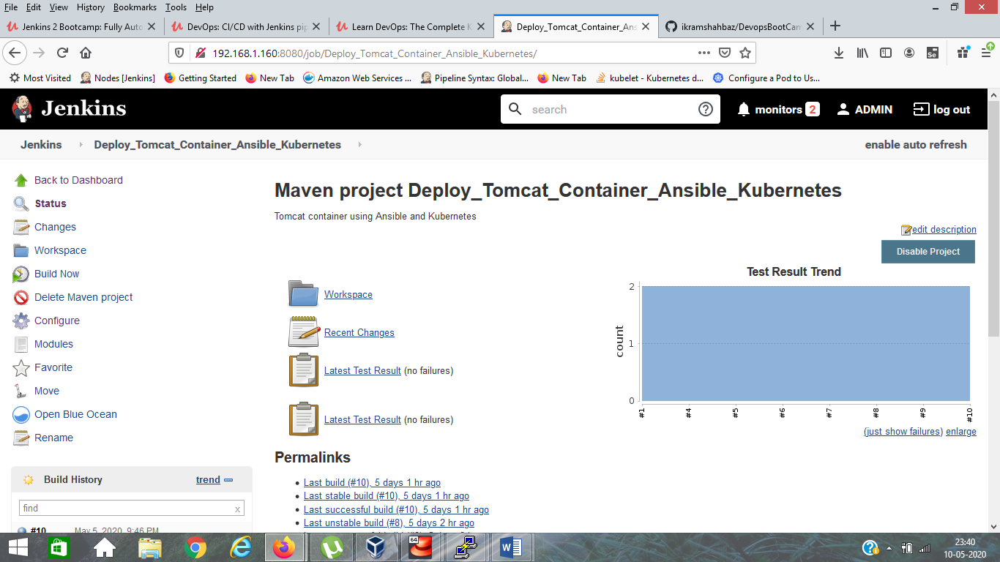 File Edit View History Bookmarks Tools Help
Jenkins 2 Bootcamp: Fully Auto
DevOps: CI/CD with Jenkins pip
Learn DevOps: The Complete K
Deploy_Tomcat_Container_Ans
ikramshahbaz/DevopsBootCam
192.168.1.160:8080/job/Deploy_Tomcat_Container_Ansible_Kubernetes/
Se
Most Visited
Nodes [Jenkins]
Getting Started
New Tab
Amazon Web Services ...
Pipeline Syntax: Global...
New Tab
kubelet - Kubernetes d...
Configure a Pod to Us...
Jenkins
search
monitors 2
ADMIN
log out
Jenkins
Deploy_Tomcat_Container_Ansible_Kubernetes
enable auto refresh
Back to Dashboard
Status
Changes
Workspace
Build Now
Delete Maven project
Configure
Modules
Favorite
Move
Open Blue Ocean
Rename
Build History
trend
find x
#10 May 5, 2020, 9:46 PM
Maven project Deploy_Tomcat_Container_Ansible_Kubernetes
Tomcat container using Ansible and Kubernetes
edit description
Disable Project
Workspace
Recent Changes
Latest Test Result (no failures)
Latest Test Result (no failures)
Test Result Trend
count
2
1
0
#1
#4
#5
#6
#7
#8
#9
#10
(just show failures) enlarge
Permalinks
Last build (#10), 5 days 1 hr ago
Last stable build (#10), 5 days 1 hr ago
Last successful build (#10), 5 days 1 hr ago
Last unstable build (#8), 5 days 2 hr ago
64
23:40
10-05-2020